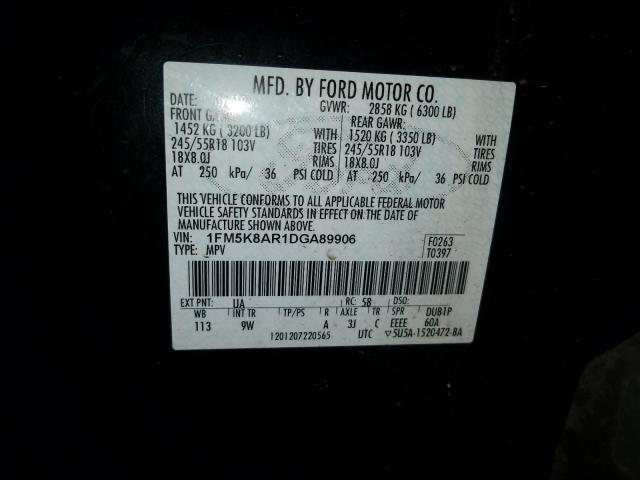 MFD. BY FORD MOTOR CO.
DATE: GVWR: 2858 KG ( 6300 LB)
FRONT REAR GAWR:
1452 KG ( 3200 LB) WITH 1520 KG ( 3350 LB) WITH
245/55R18 103V TIRES 245/55R18 103V TIRES
18X8.0J RIMS 18X8.0J RIMS
AT 250 kPa/ 36 PSI COLD AT 250 kPa/ 36 PSI COLD
THIS VEHICLE CONFORMS TO ALL APPLICABLE FEDERAL MOTOR
VEHICLE SAFETY STANDARDS IN EFFECT ON THE DATE OF
MANUFACTURE SHOWN ABOVE.
VIN: 1FM5K8AR1DGA89906 F0263
TYPE: MPV T0397
EXT PNT: UA RC: 58 DSO:
WB INT TR TP/PS R AXLE TR SPR DUB1P
113 9W A 3J C EEEE 60A
1201207220565 UTC ▽5U5A-1520472-BA